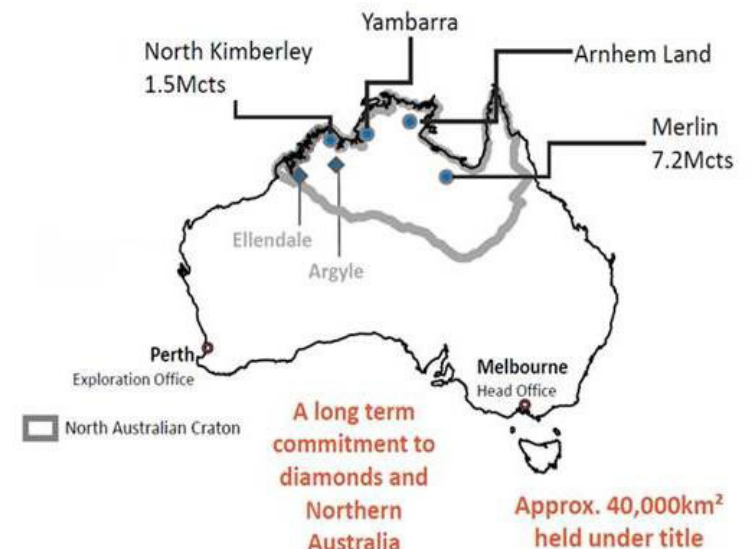 Yambarra
North Kimberley
1.5Mcts
Arnhem Land
Merlin
7.2Mcts
Ellendale
Argyle
Perth
Exploration Office
Melbourne
Head Office
North Australian Craton
A long term
commitment to
diamonds and
Northern
Australia
Approx. 40,000km²
held under title